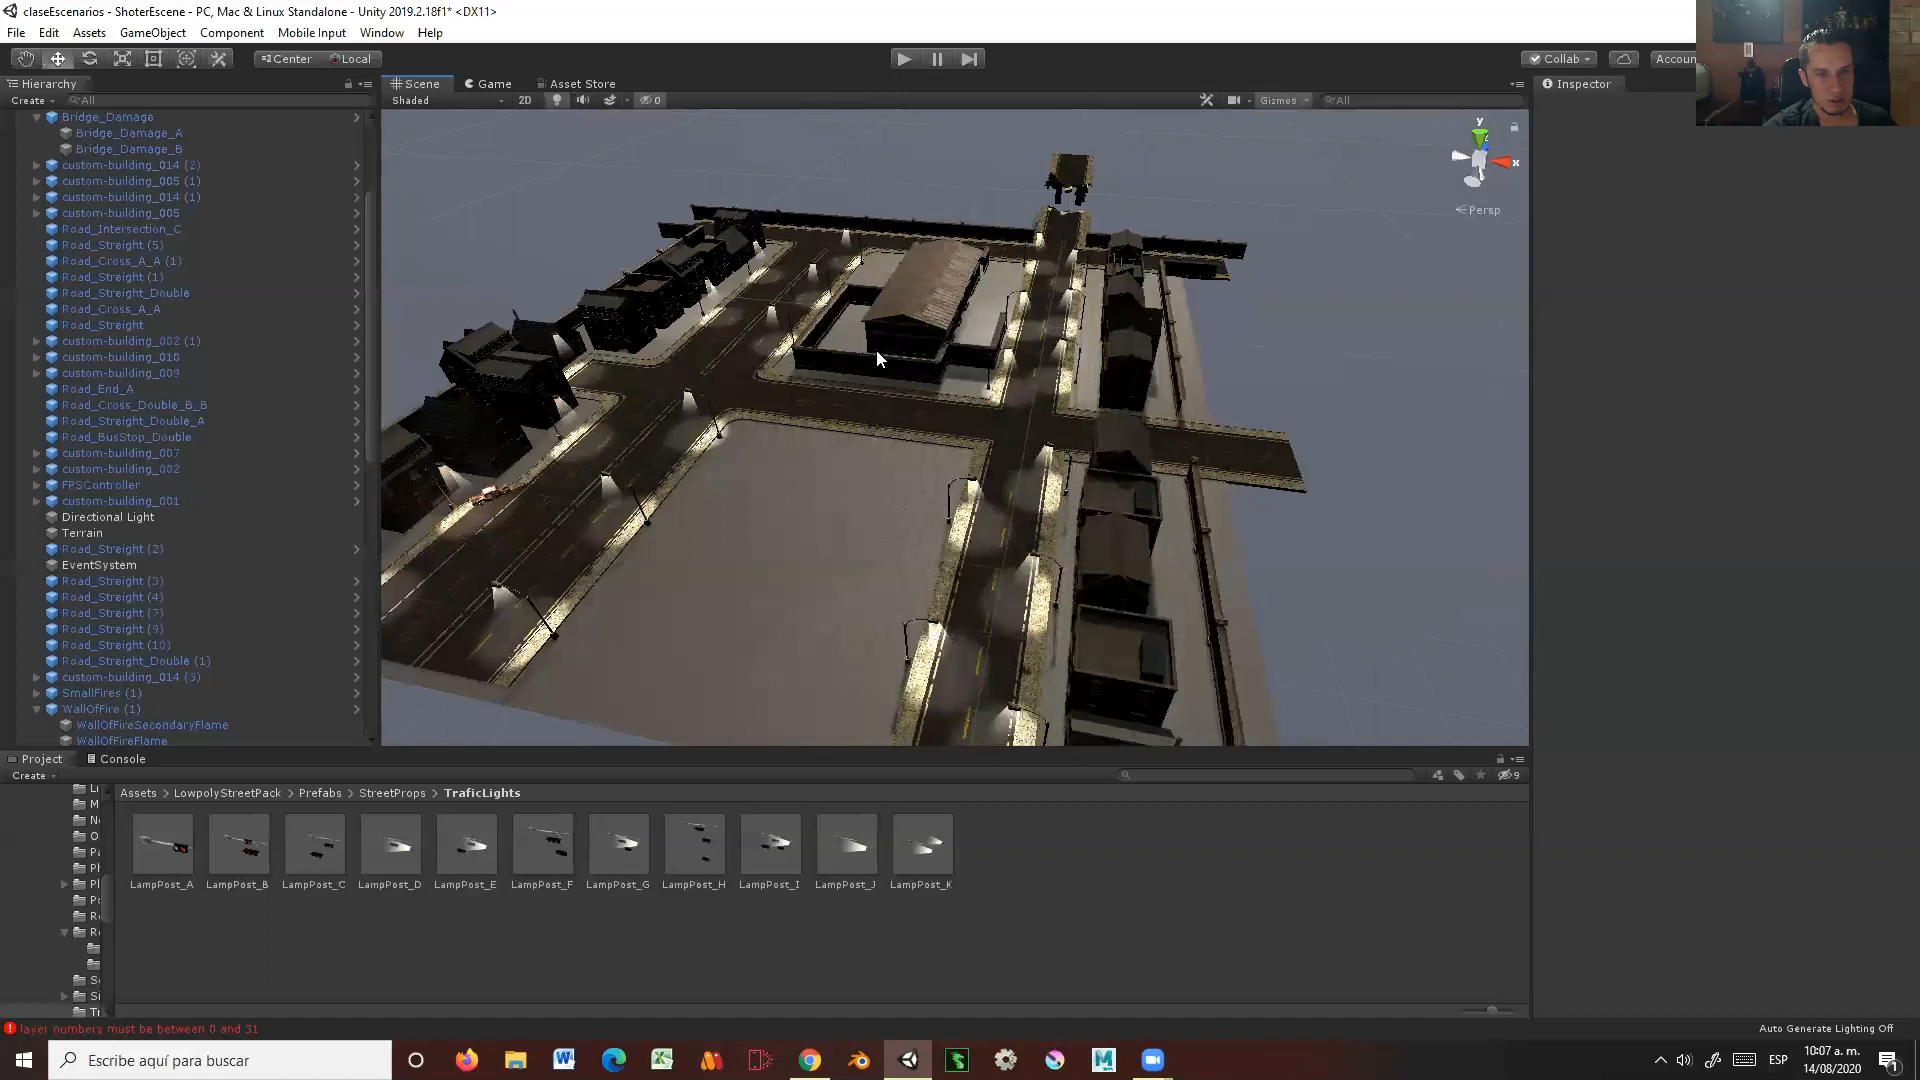 claseEscenarios - ShoterEscene - PC, Mac & Linux Standalone - Unity 2019.2.18f1* <DX11>
File Edit Assets GameObject Component Mobile Input Window Help
Center Local
Collab
Accoun
Hierarchy
Scene Game Asset Store
Inspector
Create All
Shaded 2D 0 Gizmos All
Bridge_Damage
Bridge_Damage_A
Bridge_Damage_B
custom-building_014 (2)
custom-building_005 (1)
custom-building_014 (1)
custom-building_005
Road_Intersection_C
Road_Streight (5)
Road_Cross_A_A (1)
Road_Streight (1)
Road_Streight_Double
Road_Cross_A_A
Road_Streight
custom-building_002 (1)
custom-building_010
custom-building_009
Road_End_A
Road_Cross_Double_B_B
Road_Streight_Double_A
Road_BusStop_Double
custom-building_007
custom-building_002
FPSController
custom-building_001
Directional Light
Terrain
Road_Streight (2)
EventSystem
Road_Streight (3)
Road_Streight (4)
Road_Streight (7)
Road_Streight (9)
Road_Streight (10)
Road_Streight_Double (1)
custom-building_014 (3)
SmallFires (1)
WallOfFire (1)
WallOfFireSecondaryFlame
WallOfFireFlame
y
x
Persp
Project Console
Create
9
Assets > LowpolyStreetPack > Prefabs > StreetProps > TraficLights
LampPost_A LampPost_B LampPost_C LampPost_D LampPost_E LampPost_F LampPost_G LampPost_H LampPost_I LampPost_J LampPost_K
layer numbers must be between 0 and 31
Auto Generate Lighting Off
Escribe aquí para buscar
ESP
10:07 a. m.
14/08/2020
1